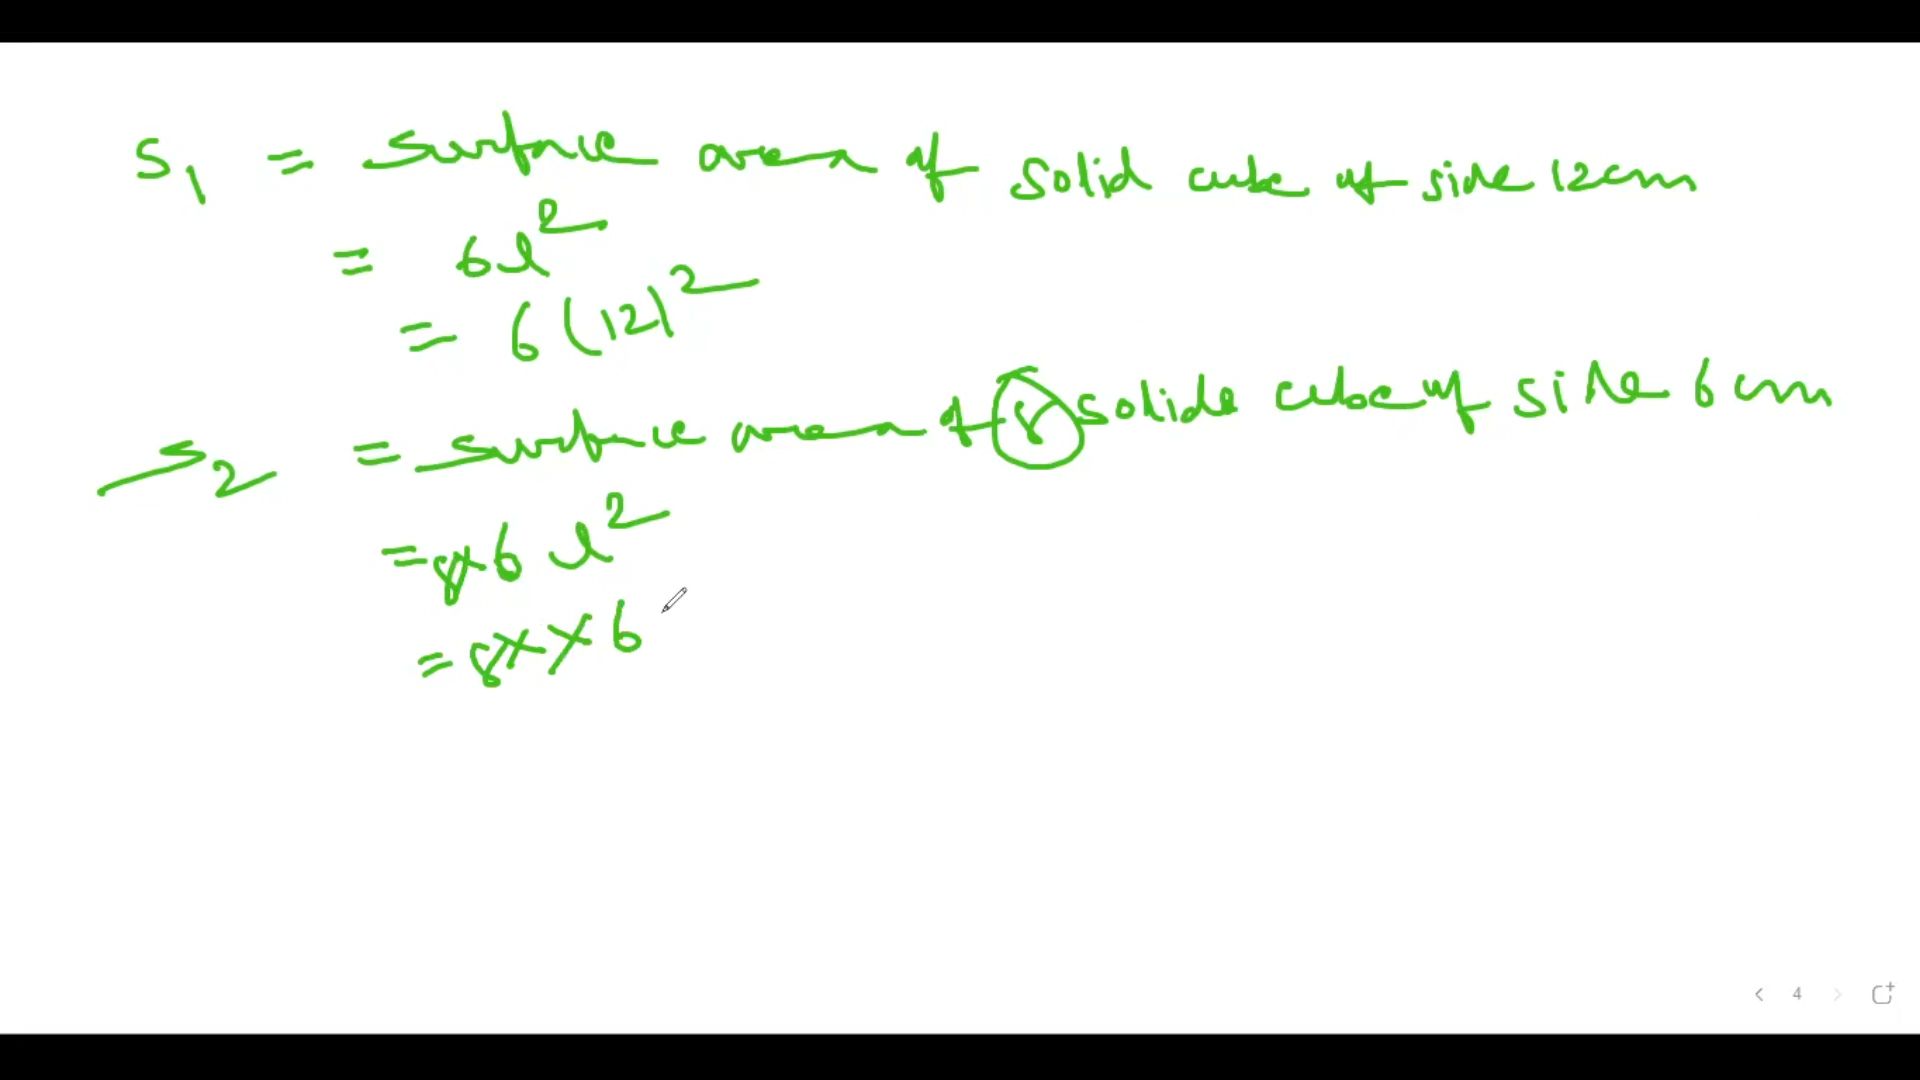 S₁ = surface area of solid cube of side 12cm
= 6l²
= 6(12)²
S₂ = surface area of 8 solide cube of side 6 cm
= 8×6 l²
= 8× × 6
4